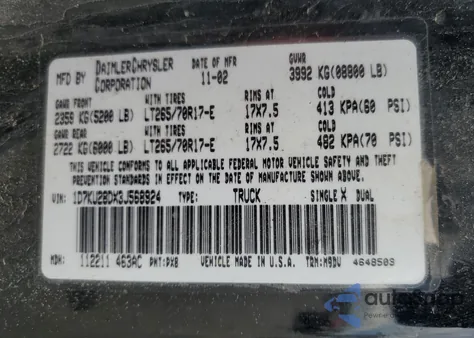 MFD BY DAIMLERCHRYSLER CORPORATION DATE OF MFR 11-02 GVWR 3992 KG(08800 LB)
GAWR FRONT WITH TIRES RIMS AT COLD
2359 KG(5200 LB) LT265/70R17-E 17X7.5 413 KPA(60 PSI)
GAWR REAR WITH TIRES RIMS AT COLD
2722 KG(6000 LB) LT265/70R17-E 17X7.5 482 KPA(70 PSI)
THIS VEHICLE CONFORMS TO ALL APPLICABLE FEDERAL MOTOR VEHICLE SAFETY AND THEFT
PREVENTION STANDARDS IN EFFECT ON THE DATE OF MANUFACTURE SHOWN ABOVE.
VIN: 1D7KU28DX3J568924 TYPE: TRUCK SINGLE X DUAL
MDH: 112211 463AC PNT:PX8 VEHICLE MADE IN U.S.A. TRM:M9DV 4648503